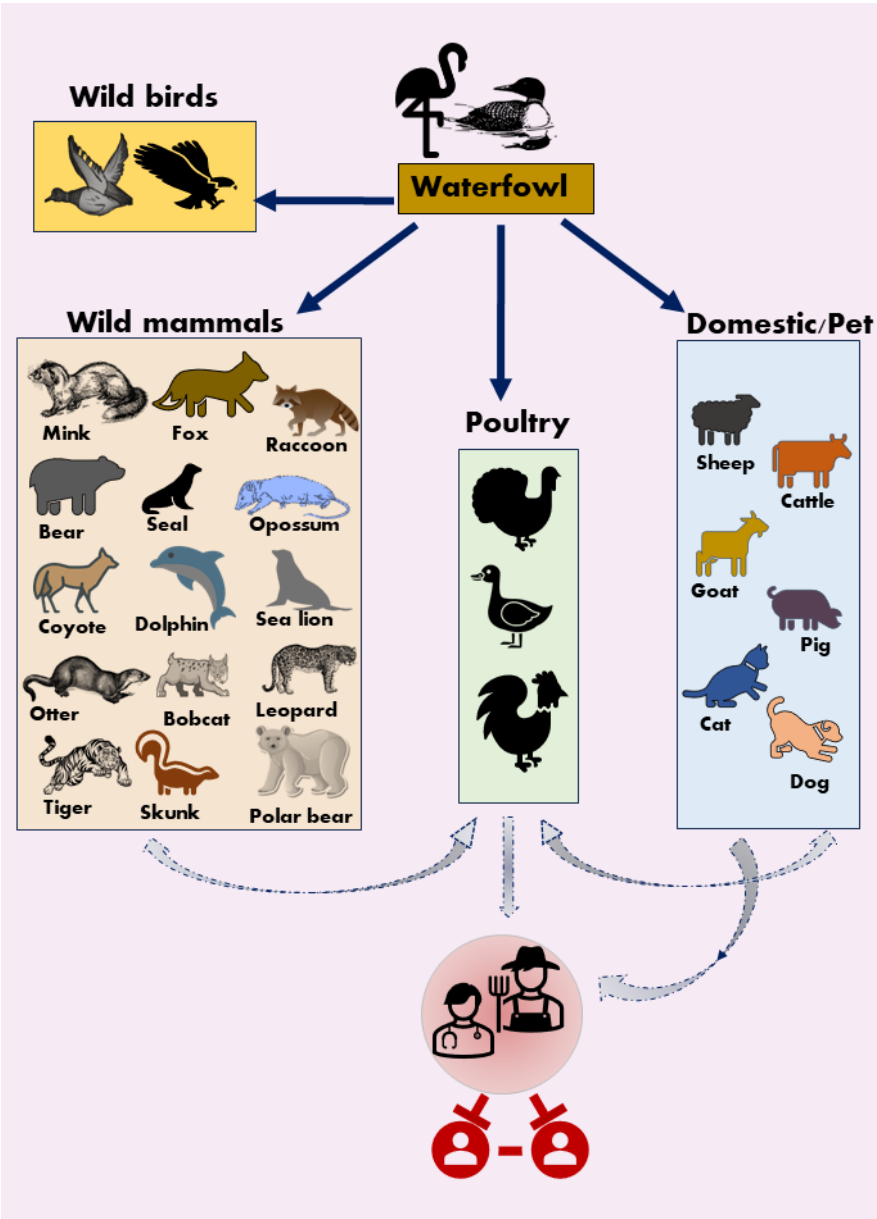 Wild birds
Waterfowl
Wild mammals
Mink
Fox
Raccoon
Bear
Seal
Opossum
Coyote
Dolphin
Sea lion
Otter
Bobcat
Leopard
Tiger
Skunk
Polar bear
Poultry
Domestic/Pet
Sheep
Cattle
Goat
Pig
Cat
Dog